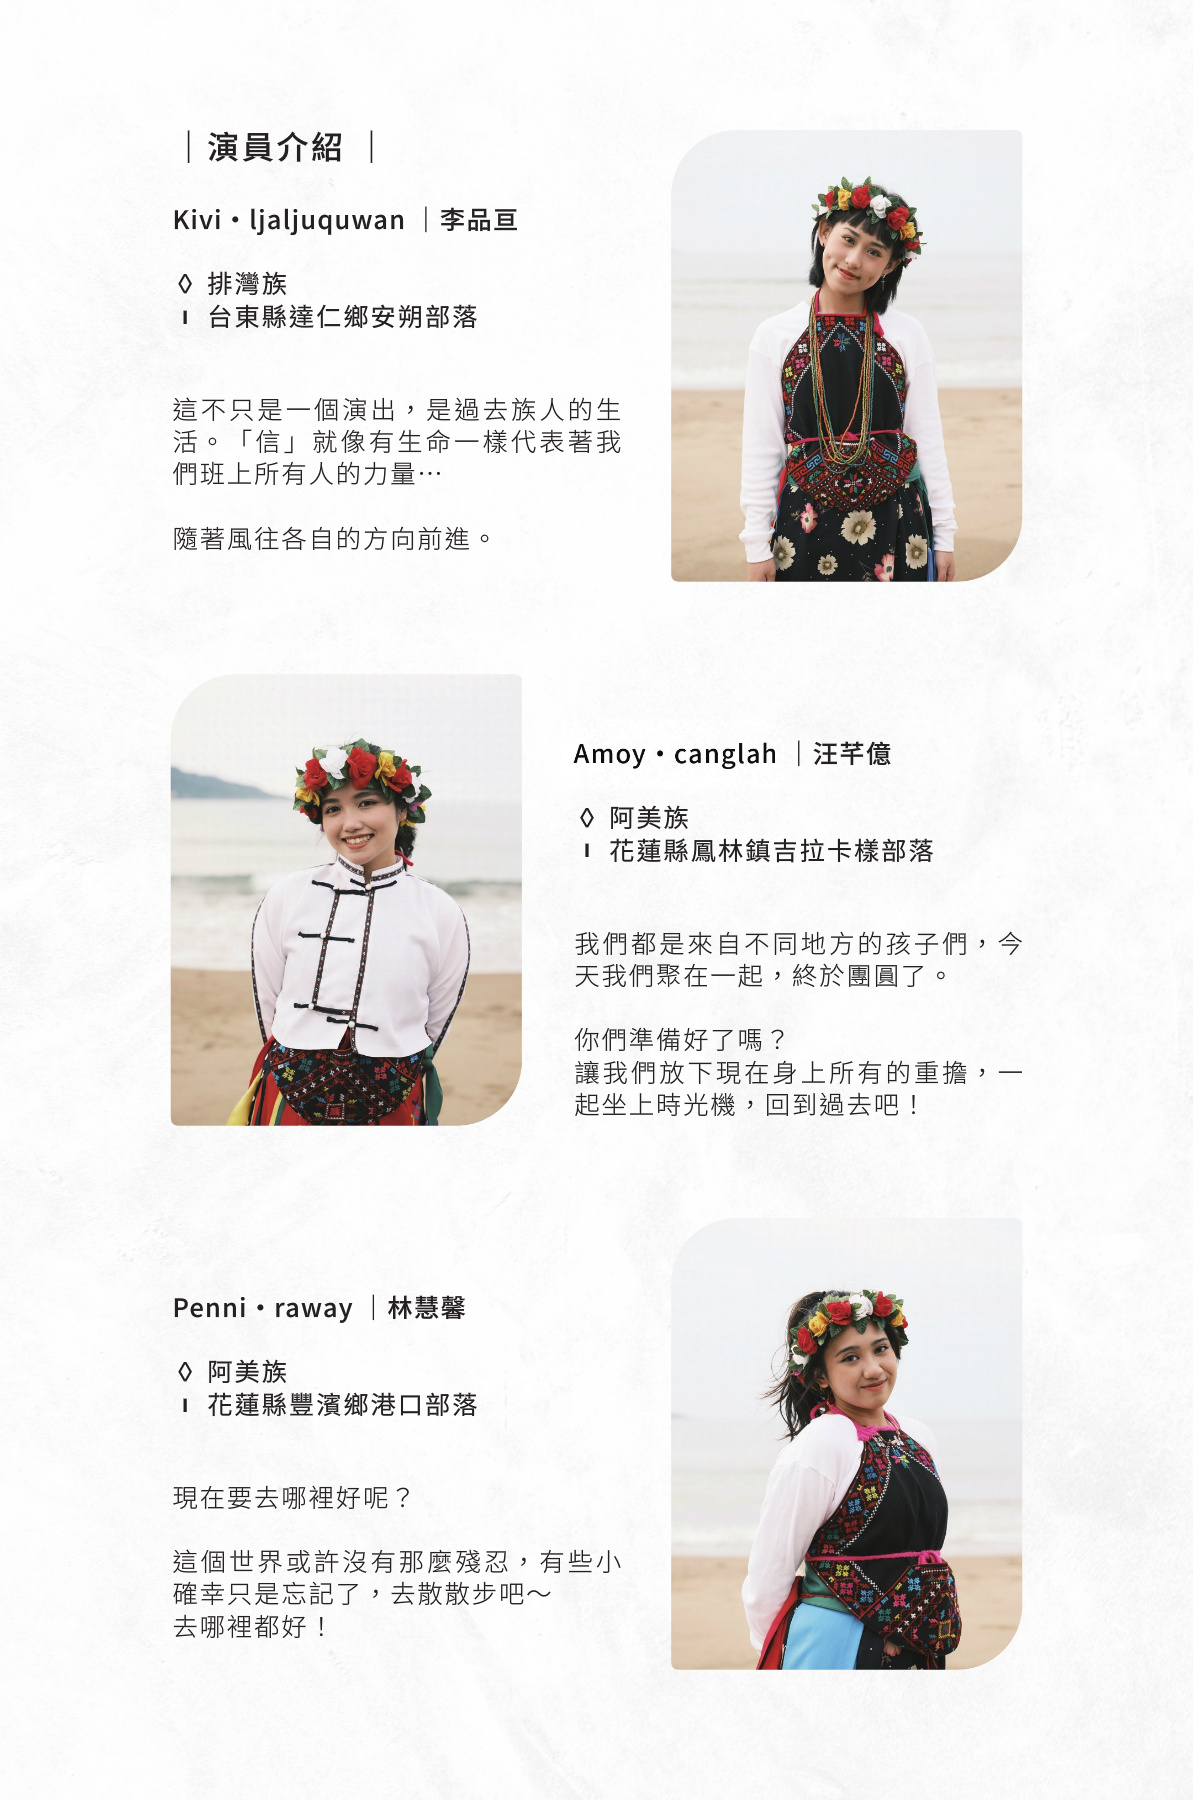 ｜演員介紹｜
Kivi・ljaljuquwan｜李品亘
◊ 排灣族
ı 台東縣達仁鄉安朔部落
這不只是一個演出，是過去族人的生
活。「信」就像有生命一樣代表著我
們班上所有人的力量⋯
隨著風往各自的方向前進。
Amoy・canglah｜汪芊億
◊ 阿美族
ı 花蓮縣鳳林鎮吉拉卡樣部落
我們都是來自不同地方的孩子們，今
天我們聚在一起，終於團圓了。
你們準備好了嗎？
讓我們放下現在身上所有的重擔，一
起坐上時光機，回到過去吧！
Penni・raway｜林慧馨
◊ 阿美族
ı 花蓮縣豐濱鄉港口部落
現在要去哪裡好呢？
這個世界或許沒有那麼殘忍，有些小
確幸只是忘記了，去散散步吧～
去哪裡都好！